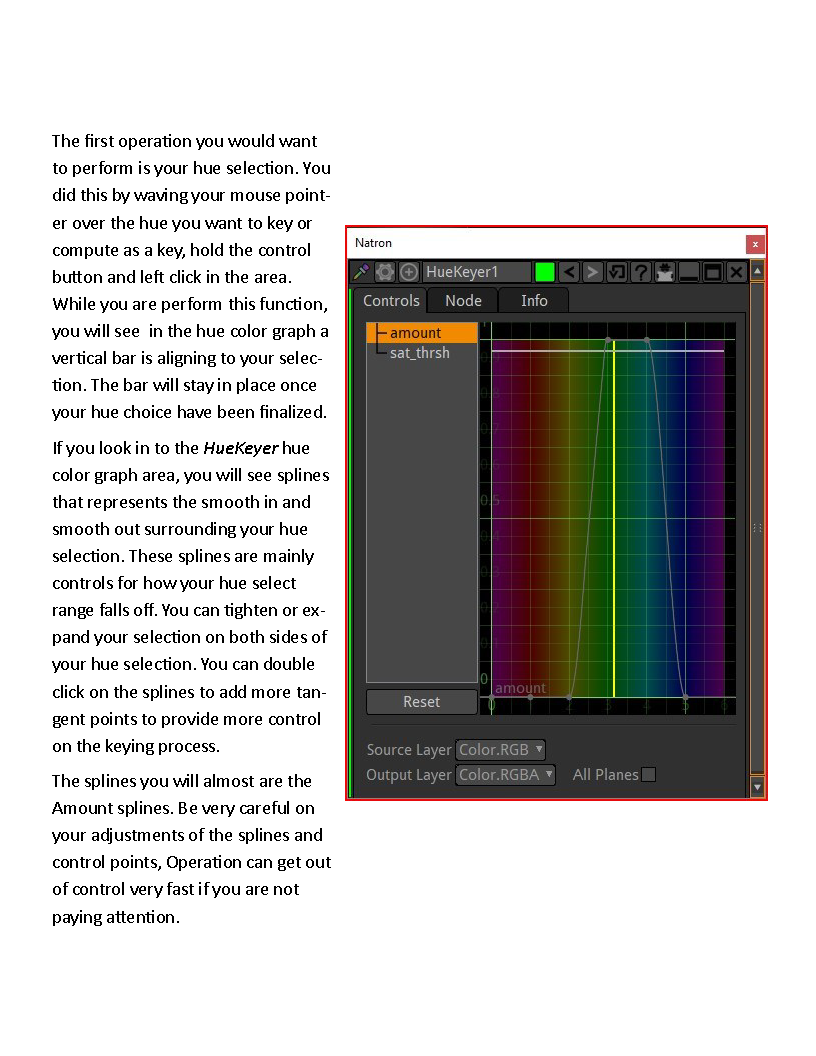 The first operation you would want
to perform is your hue selection. You
did this by waving your mouse point-
er over the hue you want to key or
compute as a key, hold the control
button and left click in the area.
While you are perform this function,
you will see in the hue color graph a
vertical bar is aligning to your selec-
tion. The bar will stay in place once
your hue choice have been finalized.
If you look in to the HueKeyer hue
color graph area, you will see splines
that represents the smooth in and
smooth out surrounding your hue
selection. These splines are mainly
controls for how your hue select
range falls off. You can tighten or ex-
pand your selection on both sides of
your hue selection. You can double
click on the splines to add more tan-
gent points to provide more control
on the keying process.
The splines you will almost are the
Amount splines. Be very careful on
your adjustments of the splines and
control points, Operation can get out
of control very fast if you are not
paying attention.
Natron
HueKeyer1
Controls Node Info
amount
sat_thrsh
0.5
0
amount
0 5
Reset
Source Layer Color.RGB
Output Layer Color.RGBA All Planes